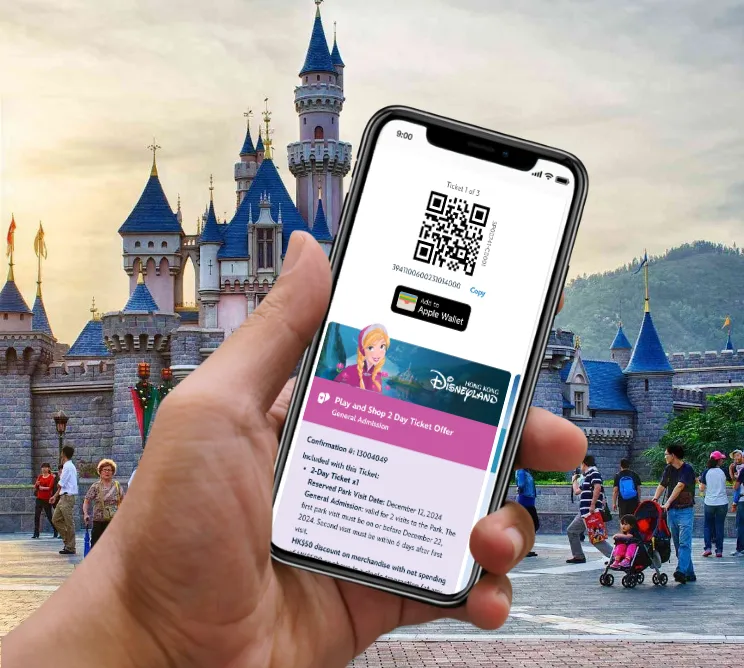 9:00
Ticket 1 of 3
3941100600231014000 Copy
Add to
Apple Wallet
HONG KONG
DISNEYLAND
Play and Shop 2 Day Ticket Offer
General Admission
Confirmation #: 13004049
Included with this Ticket:
• 2-Day Ticket x1
Reserved Park Visit Date: December 12, 2024
General Admission: valid for 2 visits to the Park. The
first park visit must be on or before December 22,
2024. Second visit must be within 6 days after first
visit.
HK$50 discount on merchandise with net spending